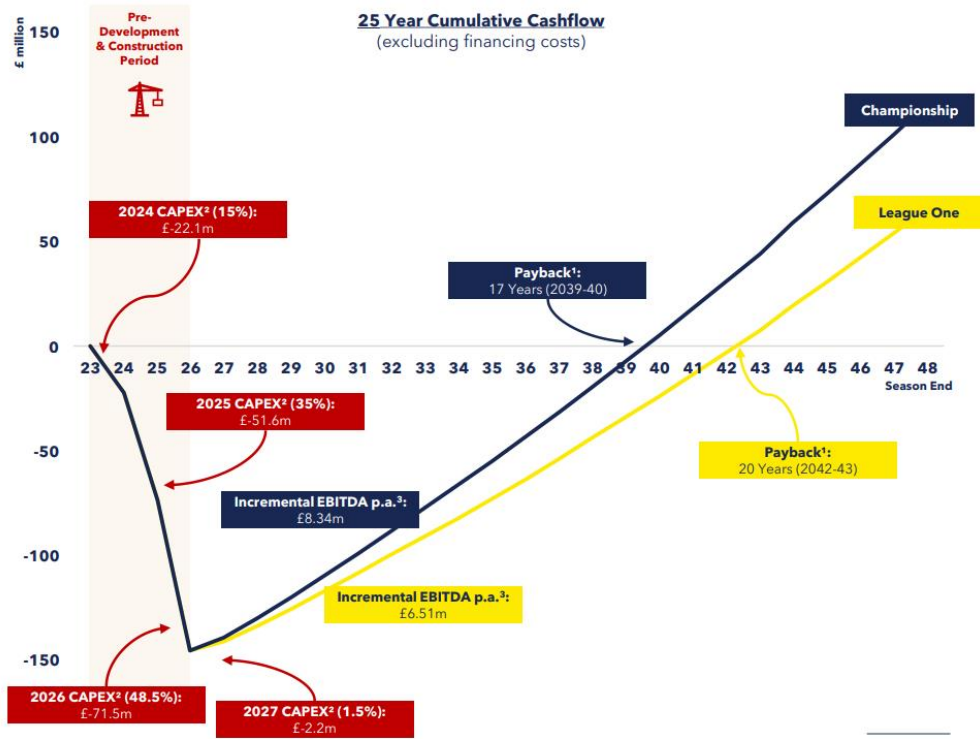 25 Year Cumulative Cashflow
(excluding financing costs)
£ million
Pre-
Development
& Construction
Period
150
100
50
0
-50
-100
-150
Championship
League One
2024 CAPEX² (15%):
£-22.1m
Payback¹:
17 Years (2039-40)
23 24 25 26 27 28 29 30 31 32 33 34 35 36 37 38 39 40 41 42 43 44 45 46 47 48
Season End
2025 CAPEX² (35%):
£-51.6m
Payback¹:
20 Years (2042-43)
Incremental EBITDA p.a.³:
£8.34m
Incremental EBITDA p.a.³:
£6.51m
2026 CAPEX² (48.5%):
£-71.5m
2027 CAPEX² (1.5%):
£-2.2m